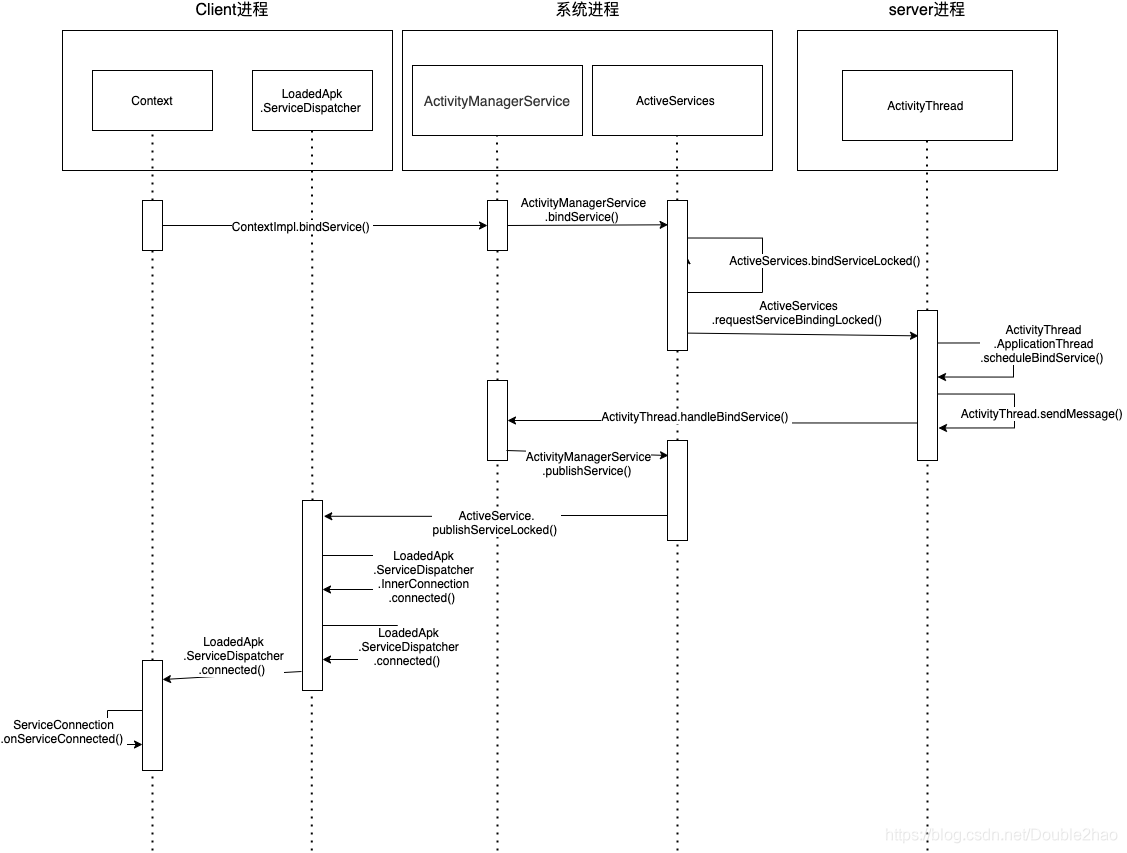 Client进程
系统进程
server进程
Context
LoadedApk
.ServiceDispatcher
ActivityManagerService
ActiveServices
ActivityThread
ContextImpl.bindService()
ActivityManagerService
.bindService()
ActiveServices.bindServiceLocked()
ActiveServices
.requestServiceBindingLocked()
ActivityThread
.ApplicationThread
.scheduleBindService()
ActivityThread.sendMessage()
ActivityThread.handleBindService()
ActivityManagerService
.publishService()
ActiveService.
publishServiceLocked()
LoadedApk
.ServiceDispatcher
.InnerConnection
.connected()
LoadedApk
.ServiceDispatcher
.connected()
LoadedApk
.ServiceDispatcher
.connected()
ServiceConnection
.onServiceConnected()
https://blog.csdn.net/Double2hao